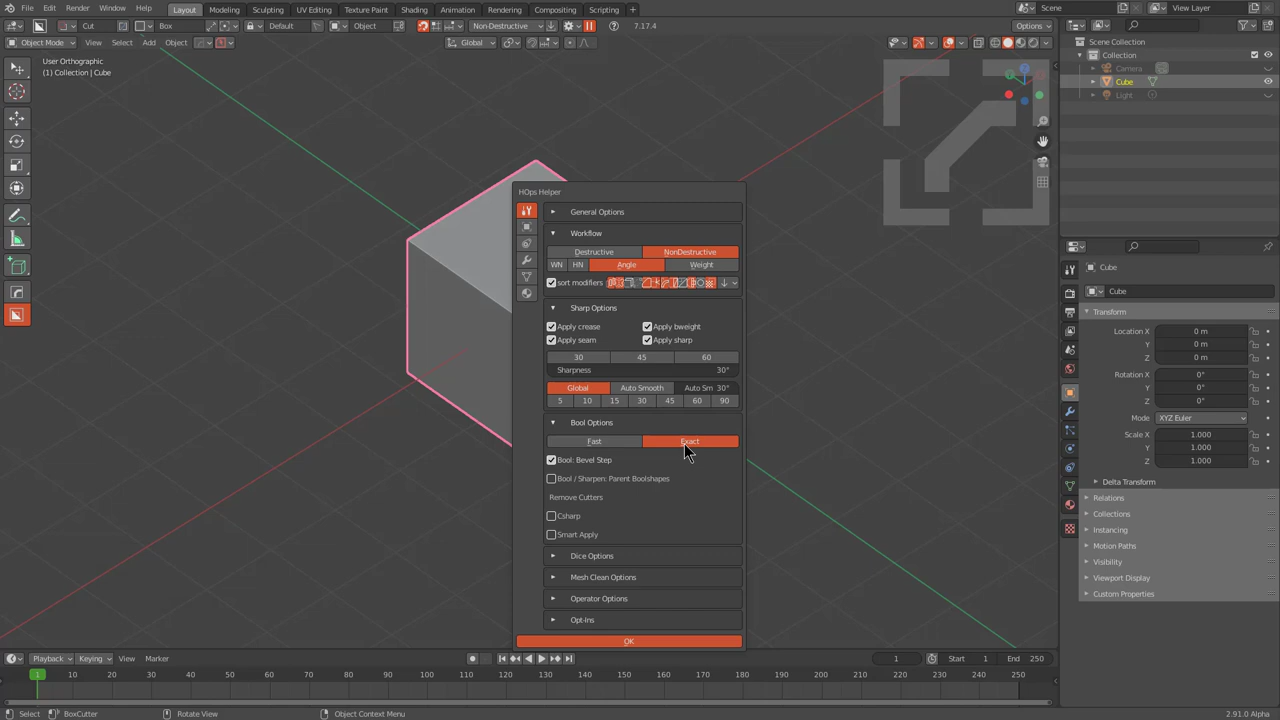 File Edit Render Window Help Layout Modeling Sculpting UV Editing Texture Paint Shading Animation Rendering Compositing Scripting + Scene View Layer
Cut Box Default Object Non-Destructive 7.17.4 Options
Object Mode View Select Add Object Global
User Orthographic
(1) Collection | Cube
Scene Collection
Collection
Camera
Cube
Light
HOps Helper
General Options
Workflow
Destructive NonDestructive
WN HN Angle Weight
sort modifiers
Sharp Options
Apply crease Apply bweight
Apply seam Apply sharp
30 45 60
Sharpness 30°
Global Auto Smooth Auto Sm 30°
5 10 15 30 45 60 90
Bool Options
Fast Exact
Bool: Bevel Step
Bool / Sharpen: Parent Boolshapes
Remove Cutters
Csharp
Smart Apply
Dice Options
Mesh Clean Options
Operator Options
Opt-Ins
OK
Cube
Cube
Transform
Location X 0 m
Y 0 m
Z 0 m
Rotation X 0°
Y 0°
Z 0°
Mode XYZ Euler
Scale X 1.000
Y 1.000
Z 1.000
Delta Transform
Relations
Collections
Instancing
Motion Paths
Visibility
Viewport Display
Custom Properties
Playback Keying View Marker 1 Start 1 End 250
1 10 20 30 40 50 60 70 80 90 100 110 120 130 140 150 160 170 180 190 200 210 220 230 240 250
Select BoxCutter Rotate View Object Context Menu 2.91.0 Alpha